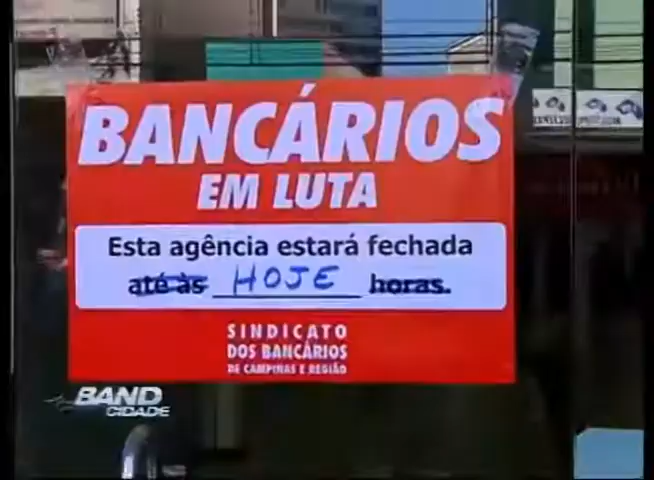 BANCÁRIOS
EM LUTA
Esta agência estará fechada
até às HOJE horas.
SINDICATO
DOS BANCÁRIOS
DE CAMPINAS E REGIÃO
BAND
CIDADE